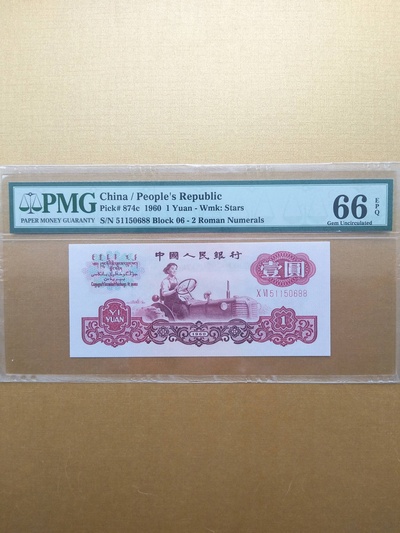 PMG
PAPER MONEY GUARANTY
China / People's Republic
Pick# 874c 1960 1 Yuan - Wmk: Stars
S/N 51150688 Block 06 - 2 Roman Numerals
66 EPQ
Gem Uncirculated
中國人民銀行
壹圓
X VI 51150688
YI
YUAN
1960
1